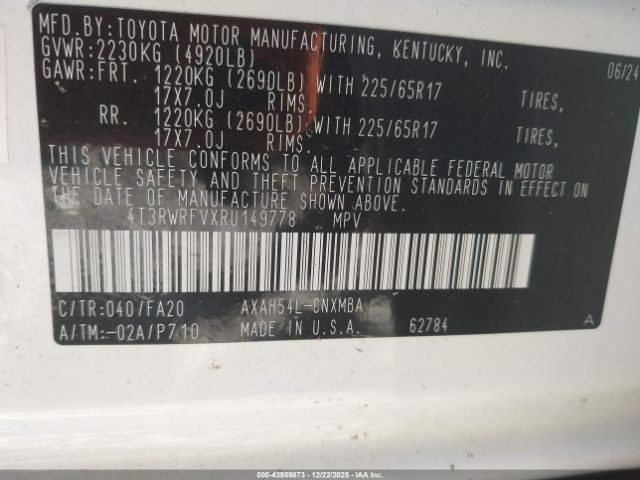 MFD.BY:TOYOTA MOTOR MANUFACTURING, KENTUCKY, INC.
GVWR:2230KG (4920LB) 06/24
GAWR:FRT. 1220KG (2690LB) WITH 225/65R17 TIRES,
17X7.0J RIMS.
RR. 1220KG (2690LB) WITH 225/65R17 TIRES,
17X7.0J RIMS.
THIS VEHICLE CONFORMS TO ALL APPLICABLE FEDERAL MOTOR
VEHICLE SAFETY AND THEFT PREVENTION STANDARDS IN EFFECT ON
THE DATE OF MANUFACTURE SHOWN ABOVE.
4T3RWRFVXRU149778 MPV
C/TR:040/FA20 AXAH54L-CNXMBA
A/TM:-02A/P710 MADE IN U.S.A. 62784 A
000-43959873 - 12/22/2025 - IAA, Inc.